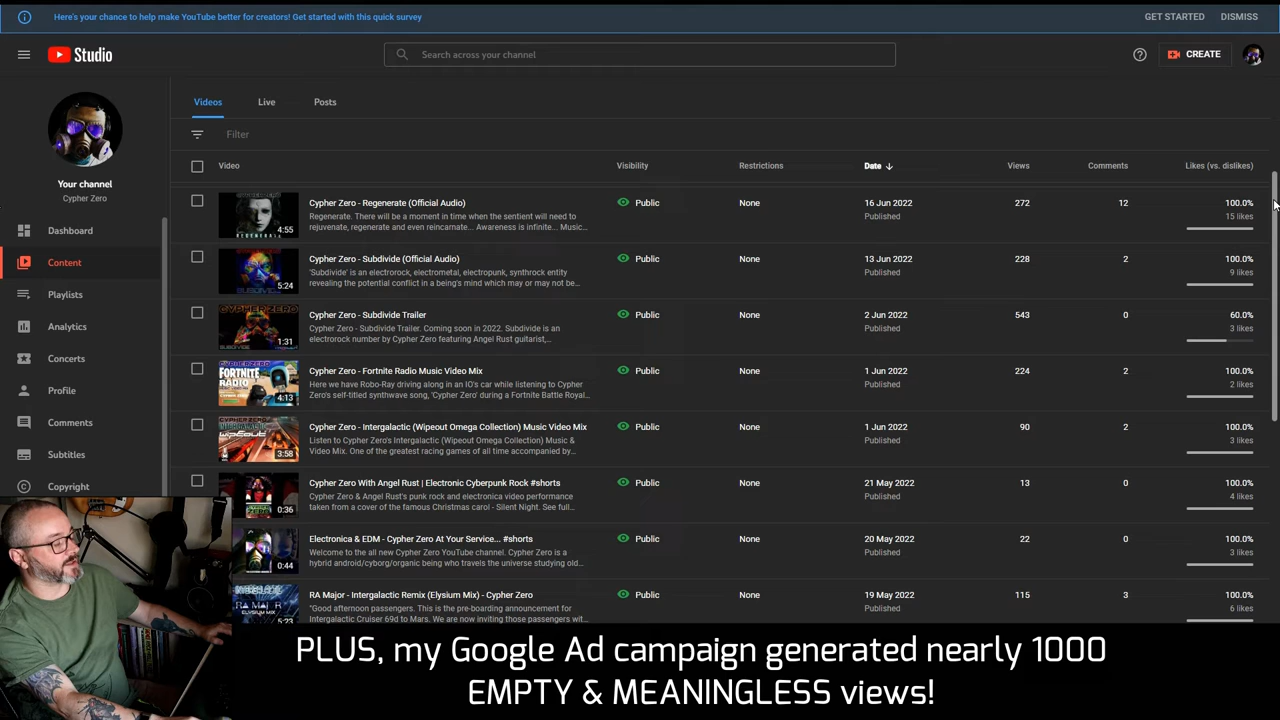 Here's your chance to help make YouTube better for creators! Get started with this quick survey
GET STARTED
DISMISS
Studio
Search across your channel
CREATE
Your channel
Cypher Zero
Dashboard
Content
Playlists
Analytics
Concerts
Profile
Comments
Subtitles
Copyright
Videos
Live
Posts
Filter
Video
Visibility
Restrictions
Date
Views
Comments
Likes (vs. dislikes)
4:55
Cypher Zero - Regenerate (Official Audio)
Regenerate. There will be a moment in time when the sentient will need to
rejuvenate, regenerate and even reincarnate... Awareness is infinite... Music...
Public
None
16 Jun 2022
Published
272
12
100.0%
15 likes
5:24
Cypher Zero - Subdivide (Official Audio)
'Subdivide' is an electrorock, electrometal, electropunk, synthrock entity
revealing the potential conflict in a being's mind which may or may not be...
Public
None
13 Jun 2022
Published
228
2
100.0%
9 likes
CYPHER ZERO
SUBDIVIDE
1:31
Cypher Zero - Subdivide Trailer
Cypher Zero - Subdivide Trailer. Coming soon in 2022. Subdivide is an
electrorock number by Cypher Zero featuring Angel Rust guitarist,...
Public
None
2 Jun 2022
Published
543
0
60.0%
3 likes
CYPHER ZERO
FORTNITE
RADIO
4:13
Cypher Zero - Fortnite Radio Music Video Mix
Here we have Robo-Ray driving along in an IO's car while listening to Cypher
Zero's self-titled synthwave song, 'Cypher Zero' during a Fortnite Battle Royal...
Public
None
1 Jun 2022
Published
224
2
100.0%
2 likes
CYPHER ZERO
INTERGALACTIC
WIPEOUT
3:58
Cypher Zero - Intergalactic (Wipeout Omega Collection) Music Video Mix
Listen to Cypher Zero's Intergalactic (Wipeout Omega Collection) Music &
Video Mix. One of the greatest racing games of all time accompanied by...
Public
None
1 Jun 2022
Published
90
2
100.0%
3 likes
0:36
Cypher Zero With Angel Rust | Electronic Cyberpunk Rock #shorts
Cypher Zero & Angel Rust's punk rock and electronica video performance
taken from a cover of the famous Christmas carol - Silent Night. See full...
Public
None
21 May 2022
Published
13
0
100.0%
4 likes
0:44
Electronica & EDM - Cypher Zero At Your Service... #shorts
Welcome to the all new Cypher Zero YouTube channel. Cypher Zero is a
hybrid android/cyborg/organic being who travels the universe studying old...
Public
None
20 May 2022
Published
22
0
100.0%
3 likes
INTERGALACTIC
RA MAJOR
ELYSIUM MIX
5:23
RA Major - Intergalactic Remix (Elysium Mix) - Cypher Zero
"Good afternoon passengers. This is the pre-boarding announcement for
Intergalactic Cruiser 69d to Mars. We are now inviting those passengers wit...
Public
None
19 May 2022
Published
115
3
100.0%
6 likes
PLUS, my Google Ad campaign generated nearly 1000
EMPTY & MEANINGLESS views!